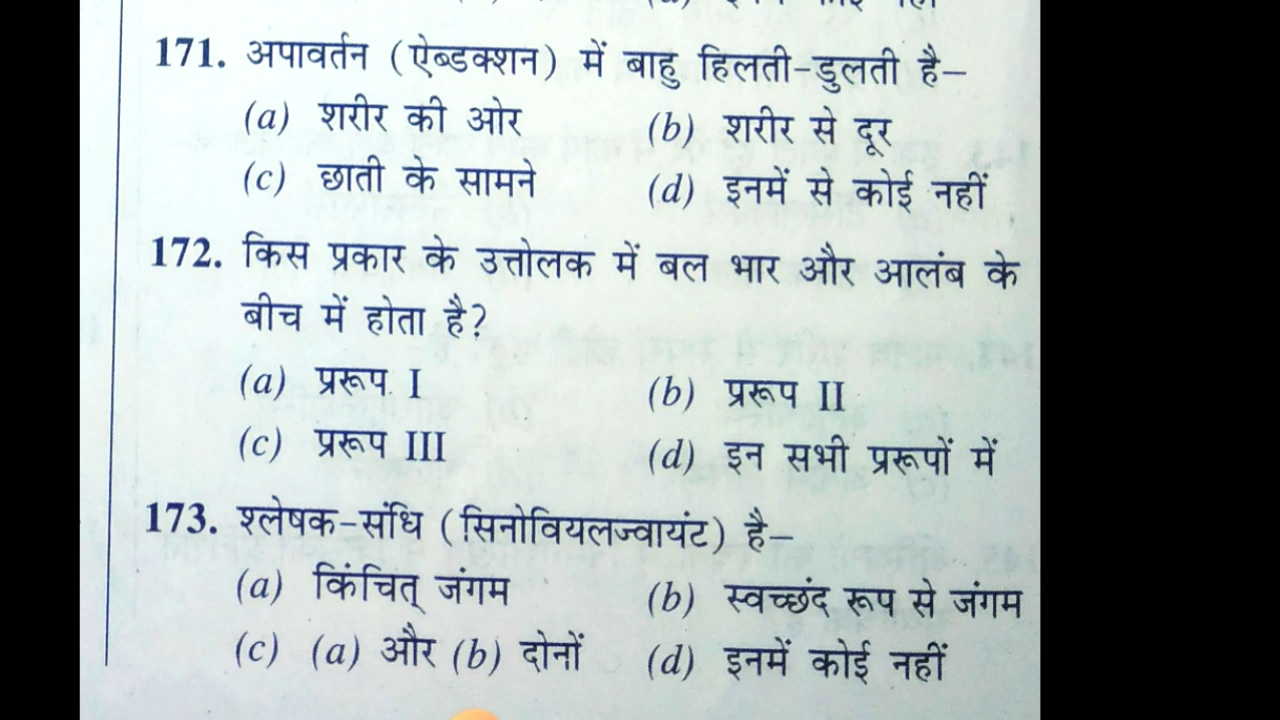 171. अपावर्तन (ऐब्डक्शन) में बाहु हिलती-डुलती है–
(a) शरीर की ओर (b) शरीर से दूर
(c) छाती के सामने (d) इनमें से कोई नहीं
172. किस प्रकार के उत्तोलक में बल भार और आलंब के
बीच में होता है?
(a) प्ररूप I (b) प्ररूप II
(c) प्ररूप III (d) इन सभी प्ररूपों में
173. श्लेषक-संधि (सिनोवियलज्वायंट) है–
(a) किंचित् जंगम (b) स्वच्छंद रूप से जंगम
(c) (a) और (b) दोनों (d) इनमें कोई नहीं